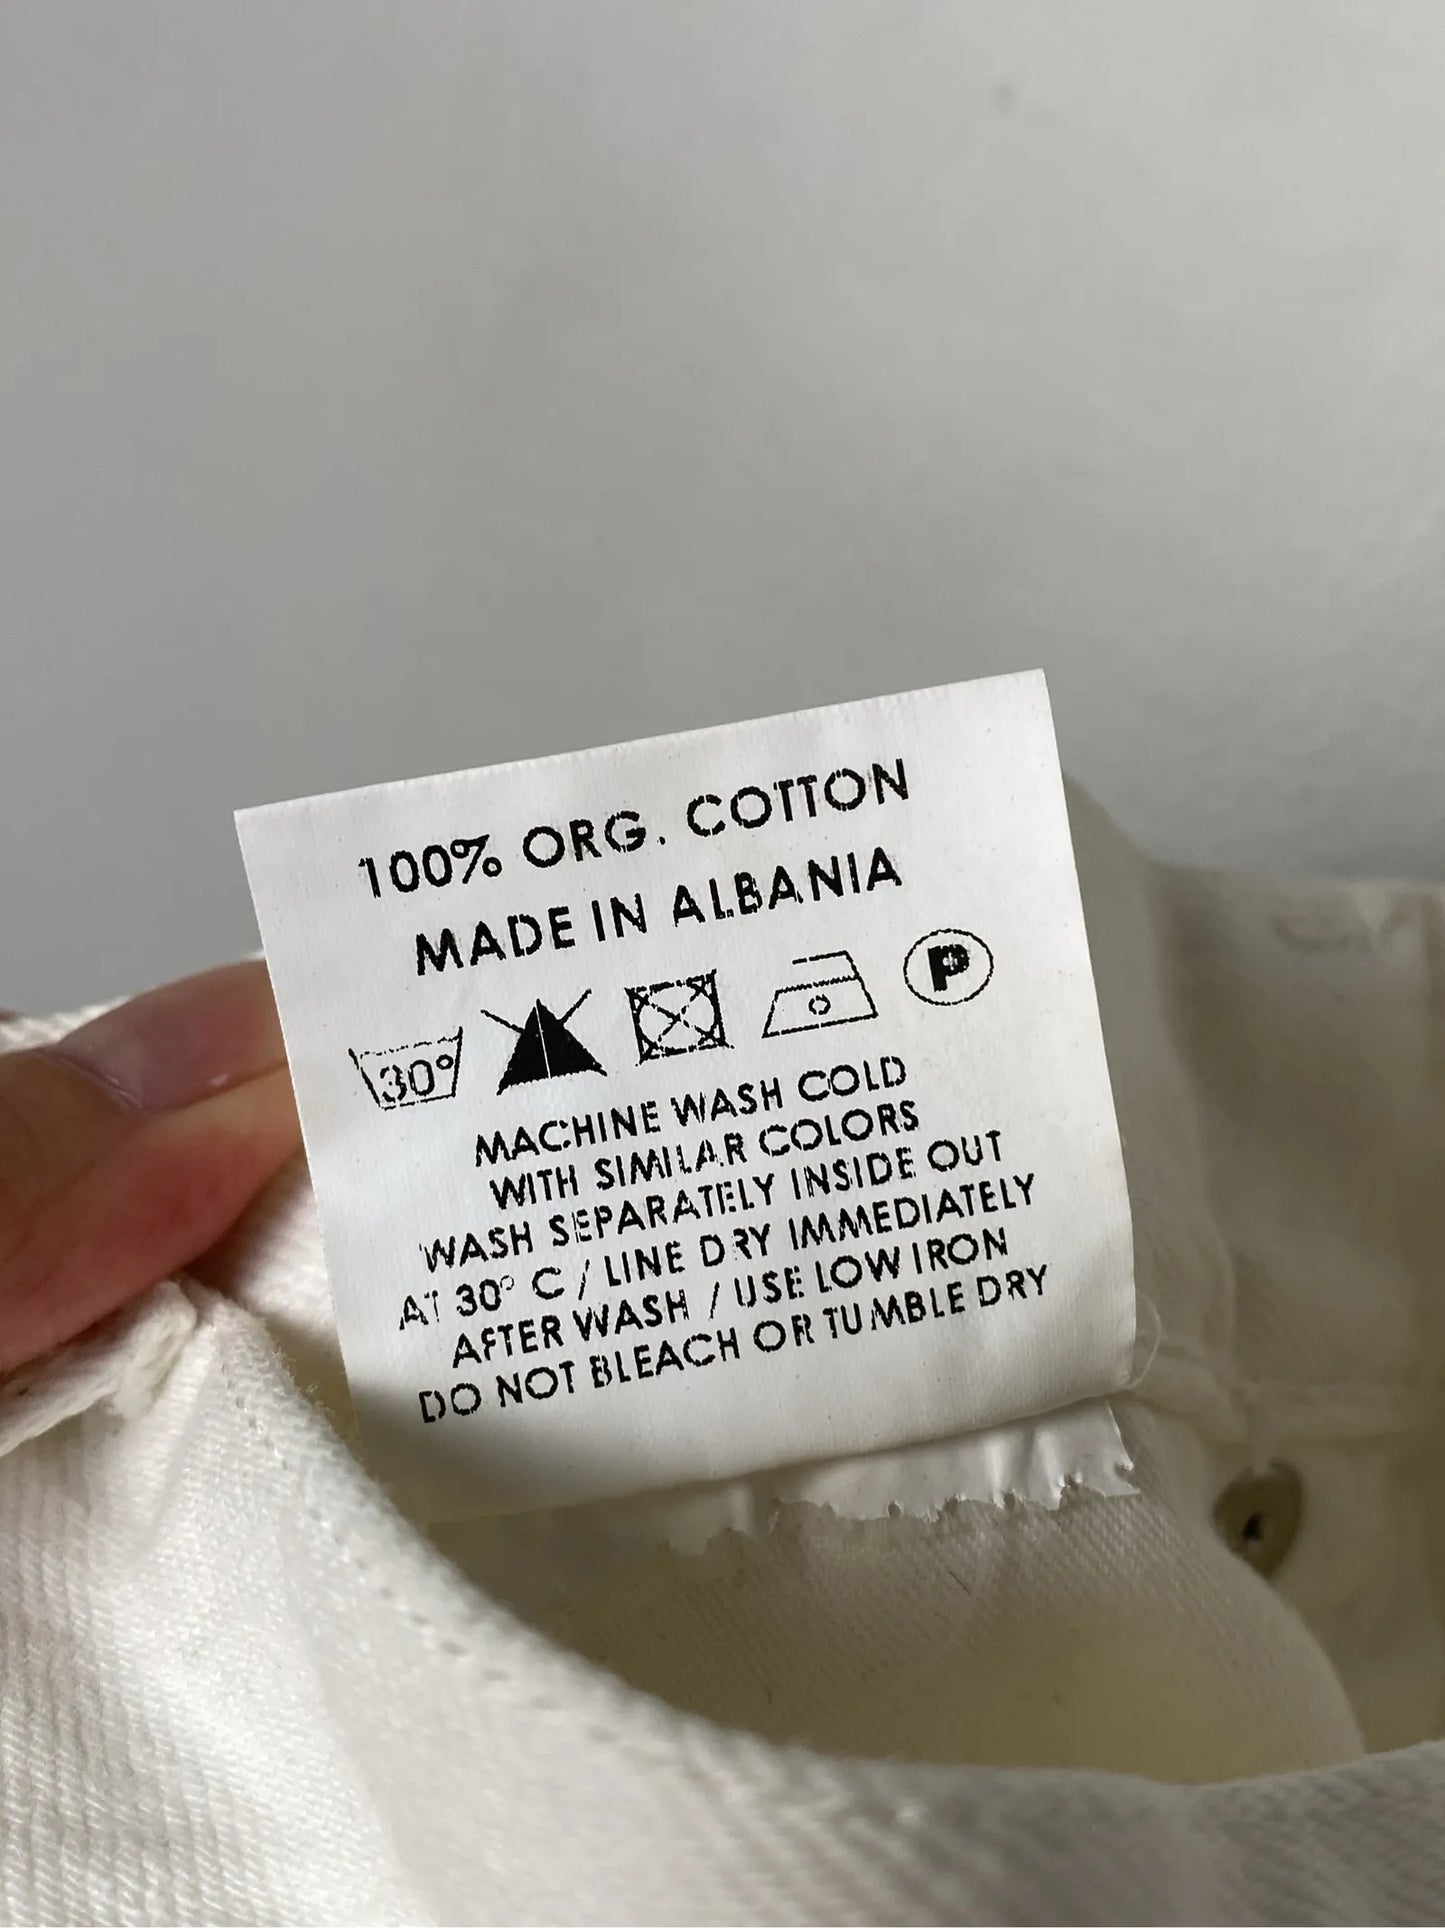 100% ORG. COTTON
MADE IN ALBANIA
30° P
MACHINE WASH COLD
WITH SIMILAR COLORS
WASH SEPARATELY INSIDE OUT
AT 30° C / LINE DRY IMMEDIATELY
AFTER WASH / USE LOW IRON
DO NOT BLEACH OR TUMBLE DRY